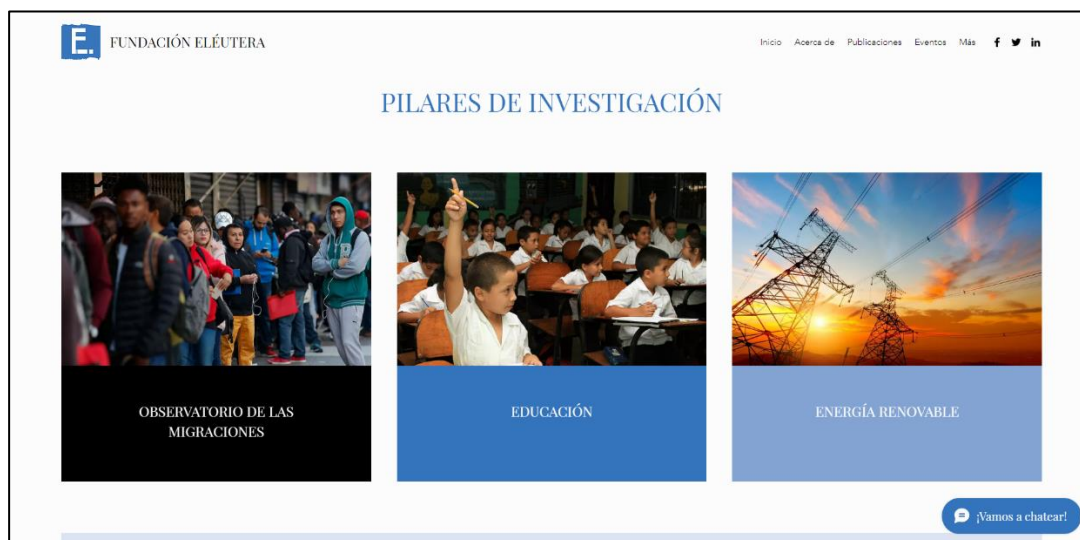 E.
FUNDACIÓN ELÉUTERA
Inicio Acerca de Publicaciones Eventos Más
PILARES DE INVESTIGACIÓN
OBSERVATORIO DE LAS
MIGRACIONES
EDUCACIÓN
ENERGÍA RENOVABLE
¡Vamos a chatear!